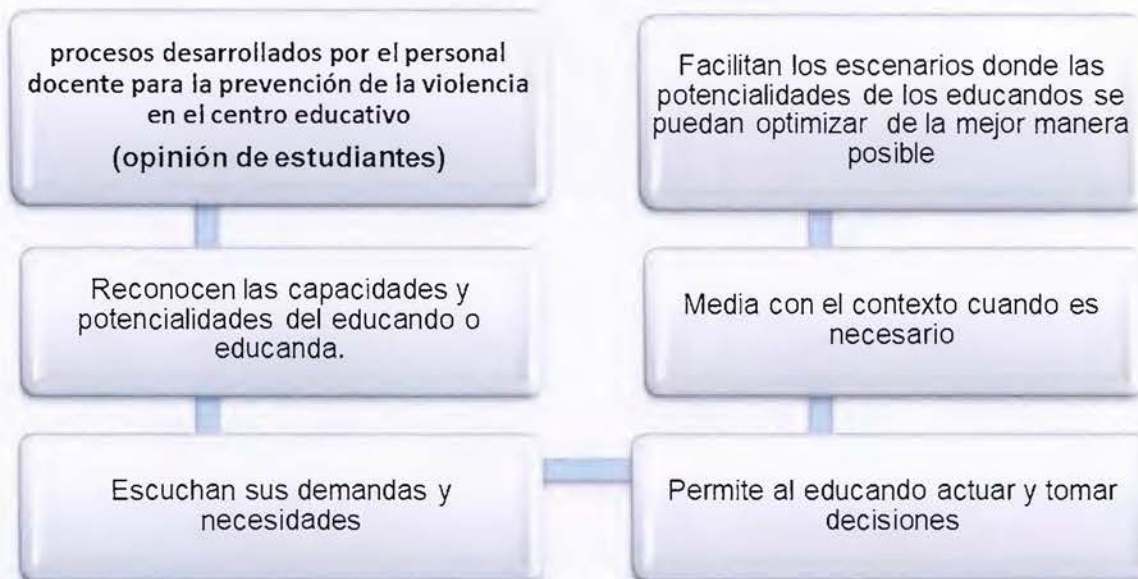 procesos desarrollados por el personal
docente para la prevención de la violencia
en el centro educativo
(opinión de estudiantes)
Reconocen las capacidades y
potencialidades del educando o
educanda.
Escuchan sus demandas y
necesidades
Permite al educando actuar y tomar
decisiones
Media con el contexto cuando es
necesario
Facilitan los escenarios donde las
potencialidades de los educandos se
puedan optimizar de la mejor manera
posible